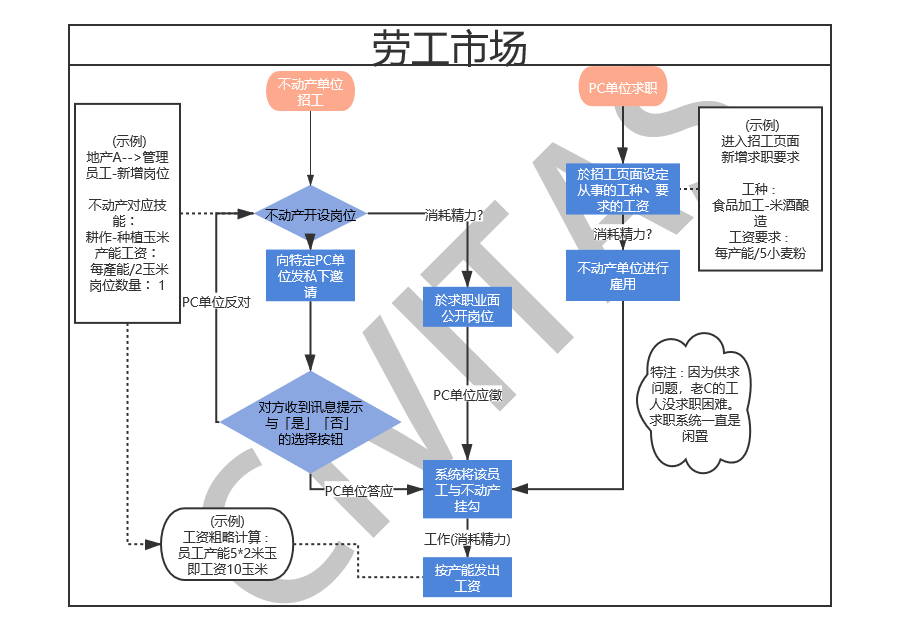 劳工市场
不动产单位
招工
PC单位求职
(示例)
地产A-->管理
员工-新增岗位
不动产对应技
能：
耕作-种植玉米
产能工资：
每產能/2玉米
岗位数量： 1
(示例)
进入招工页面
新增求职要求
工种：
食品加工-米酒酿
造
工资要求：
每产能/5小麦粉
於招工页面设定
从事的工种、要
求的工资
不动产开设岗位
消耗精力?
消耗精力?
向特定PC单
位发私下邀
请
不动产单位进行
雇用
於求职业面
公开岗位
PC单位反对
特注：因为供求
问题，老C的工
人没求职困难。
求职系统一直是
闲置
PC单位应徵
对方收到讯息提示
与「是」「否」
的选择按钮
系统将该员
工与不动产
挂勾
PC单位答应
(示例)
工资粗略计算：
员工产能5*2米玉
即工资10玉米
工作(消耗精力)
按产能发出
工资
CIVITAS